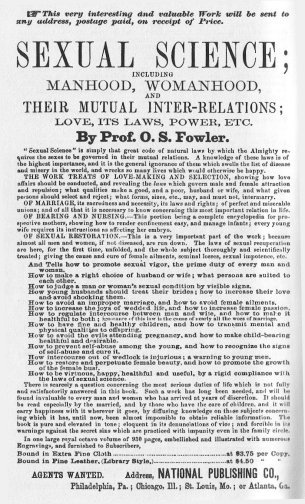 ☞ This very interesting and valuable Work will be sent to
any address, postage paid, on receipt of Price.
SEXUAL SCIENCE;
INCLUDING
MANHOOD, WOMANHOOD,
AND
THEIR MUTUAL INTER-RELATIONS;
LOVE, ITS LAWS, POWER, ETC.
By Prof. O. S. Fowler.
"Sexual Science" is simply that great code of natural laws by which the Almighty re-
quires the sexes to be governed in their mutual relations. A knowledge of these laws is of
the highest importance, and it is the general ignorance of them which swells the list of disease
and misery in the world, and wrecks so many lives which would otherwise be happy.
THE WORK TREATS OF LOVE-MAKING AND SELECTION, showing how love
affairs should be conducted, and revealing the laws which govern male and female attraction
and repulsion; what qualities make a good, and a poor, husband or wife, and what given
persons should select and reject; what forms, sizes, etc., may, and must not, intermarry.
OF MARRIAGE, its sacredness and necessity, its laws and rights; of perfect and miserable
unions; and of all that it is necessary to know concerning this most important relation in life.
OF BEARING AND NURSING.—This portion being a complete encyclopedia for pro-
spective mothers, showing how to render confinement easy, and manage infants; every young
wife requires its instructions as affecting her embryo.
OF SEXUAL RESTORATION.—This is a very important part of the work; because
almost all men and women, if not diseased, are run down. The laws of sexual recuperation
are here, for the first time, unfolded, and the whole subject thoroughly and scientifically
treated; giving the cause and cure of female ailments, seminal losses, sexual impotence, etc.
And Tells how to promote sexual vigor, the prime duty of every man and
woman.
How to make a right choice of husband or wife; what persons are suited to
each other.
How to judge a man or woman's sexual condition by visible signs.
How young husbands should treat their brides; how to increase their love
and avoid shocking them.
How to avoid an improper marriage, and how to avoid female ailments.
How to increase the joys of wedded life, and how to increase female passion.
How to regulate intercourse between man and wife, and how to make it
healthful to both; ignorance of this law is the cause of nearly all the woes of marriage.
How to have fine and healthy children, and how to transmit mental and
physical qualities to offspring.
How to avoid the evils attending pregnancy, and how to make child-bearing
healthful and desirable.
How to prevent self-abuse among the young, and how to recognize the signs
of self-abuse and cure it.
How intercourse out of wedlock is injurious; a warning to young men.
How to restore and perpetuate female beauty, and how to promote the growth
of the female bust.
How to be virtuous, happy, healthful and useful, by a rigid compliance with
the laws of sexual science.
There is scarcely a question concerning the most serious duties of life which is not fully
and satisfactorily answered in this book. Such a work has long been needed, and will be
found invaluable to every man and woman who has arrived at years of discretion. It should
be read especially by the married, and by those who have care of children, and it will
carry happiness with it wherever it goes, by diffusing knowledge on those subjects concern-
ing which it has, until now, been almost impossible to obtain reliable information. The
book is pure and elevated in tone; eloquent in its denunciations of vice; and forcible in its
warnings against the secret sins which are practiced with impunity even in the family circle.
In one large royal octavo volume of 930 pages, embellished and illustrated with numerous
Engravings, and furnished to Subscribers,
Bound in Extra Fine Cloth at $3.75 per Copy.
Bound in Fine Leather, (Library Style,) at $4.50 " "
AGENTS WANTED. Address, NATIONAL PUBLISHING CO.,
Philadelphia, Pa.; Chicago, Ill.; St. Louis, Mo.; or Atlanta, Ga.